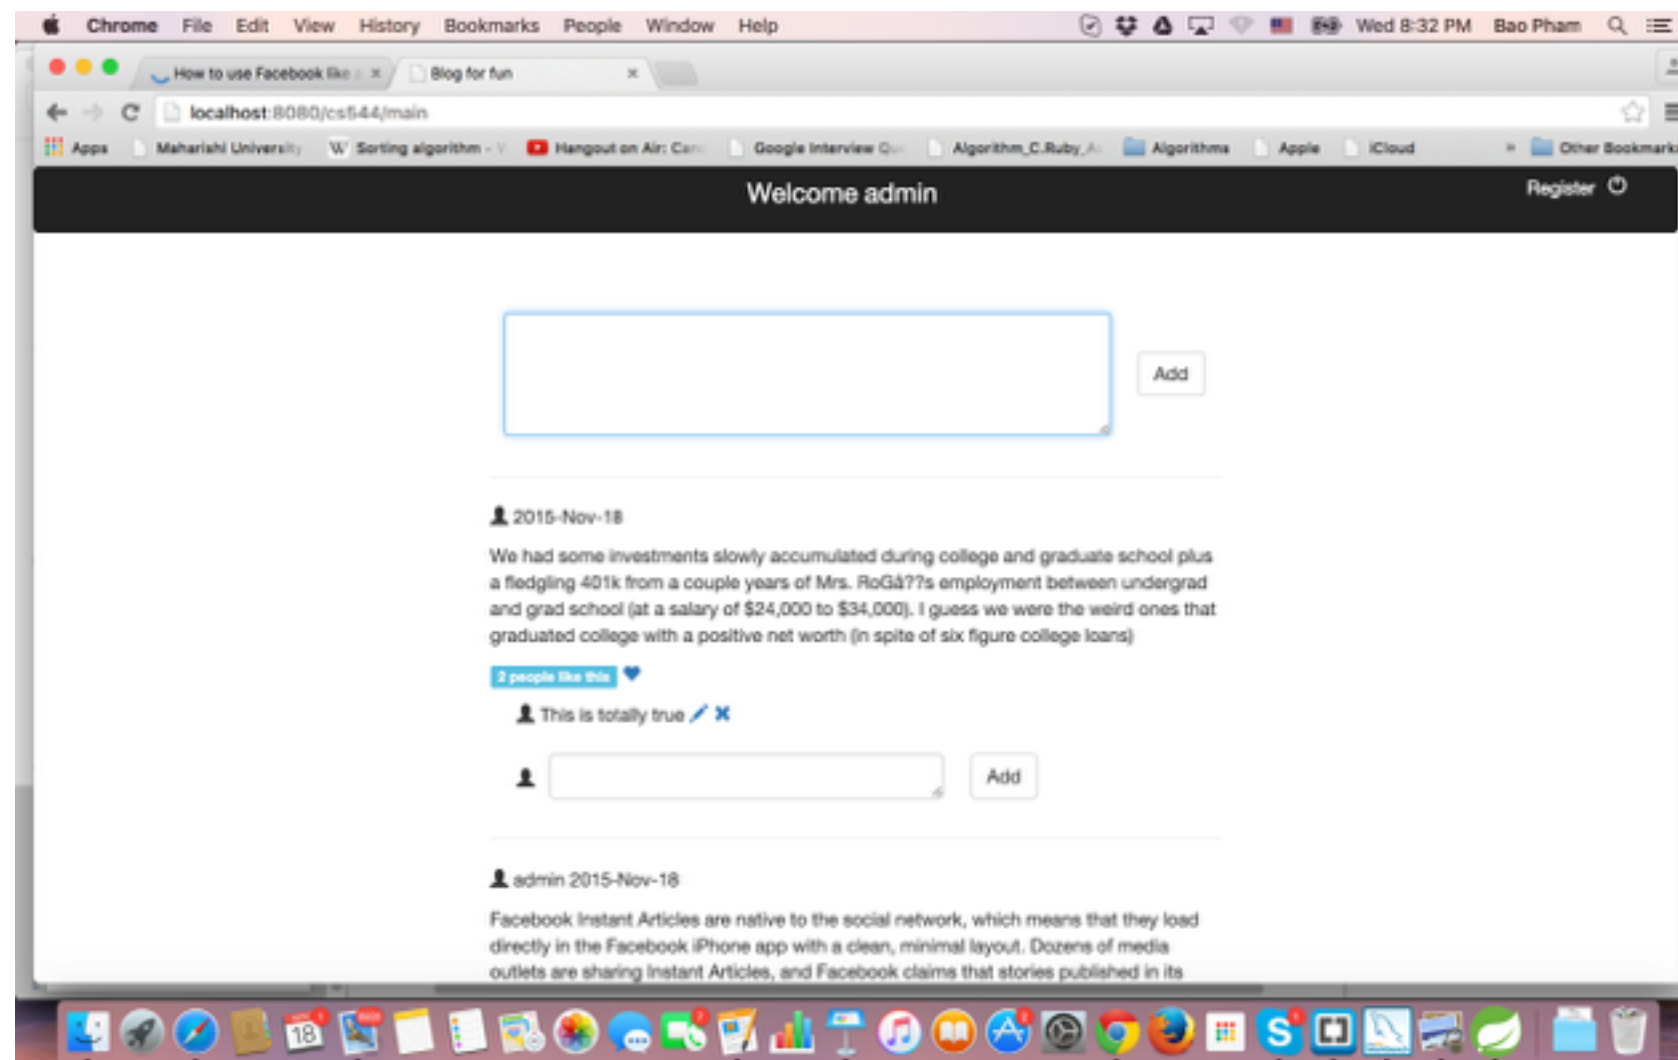 Chrome File Edit View History Bookmarks People Window Help Wed 8:32 PM Bao Pham
How to use Facebook like Blog for fun
localhost:8080/cs544/main
Apps Maharishi University Sorting algorithm - Hangout on Air: Google Interview Algorithm_C.Ruby_ Algorithms Apple iCloud » Other Bookmarks
Welcome admin
Register
Add
2015-Nov-18
We had some investments slowly accumulated during college and graduate school plus
a fledgling 401k from a couple years of Mrs. RoGâ??s employment between undergrad
and grad school (at a salary of $24,000 to $34,000). I guess we were the weird ones that
graduated college with a positive net worth (in spite of six figure college loans)
2 people like this
This is totally true
Add
admin 2015-Nov-18
Facebook Instant Articles are native to the social network, which means that they load
directly in the Facebook iPhone app with a clean, minimal layout. Dozens of media
outlets are sharing Instant Articles, and Facebook claims that stories published in its
18